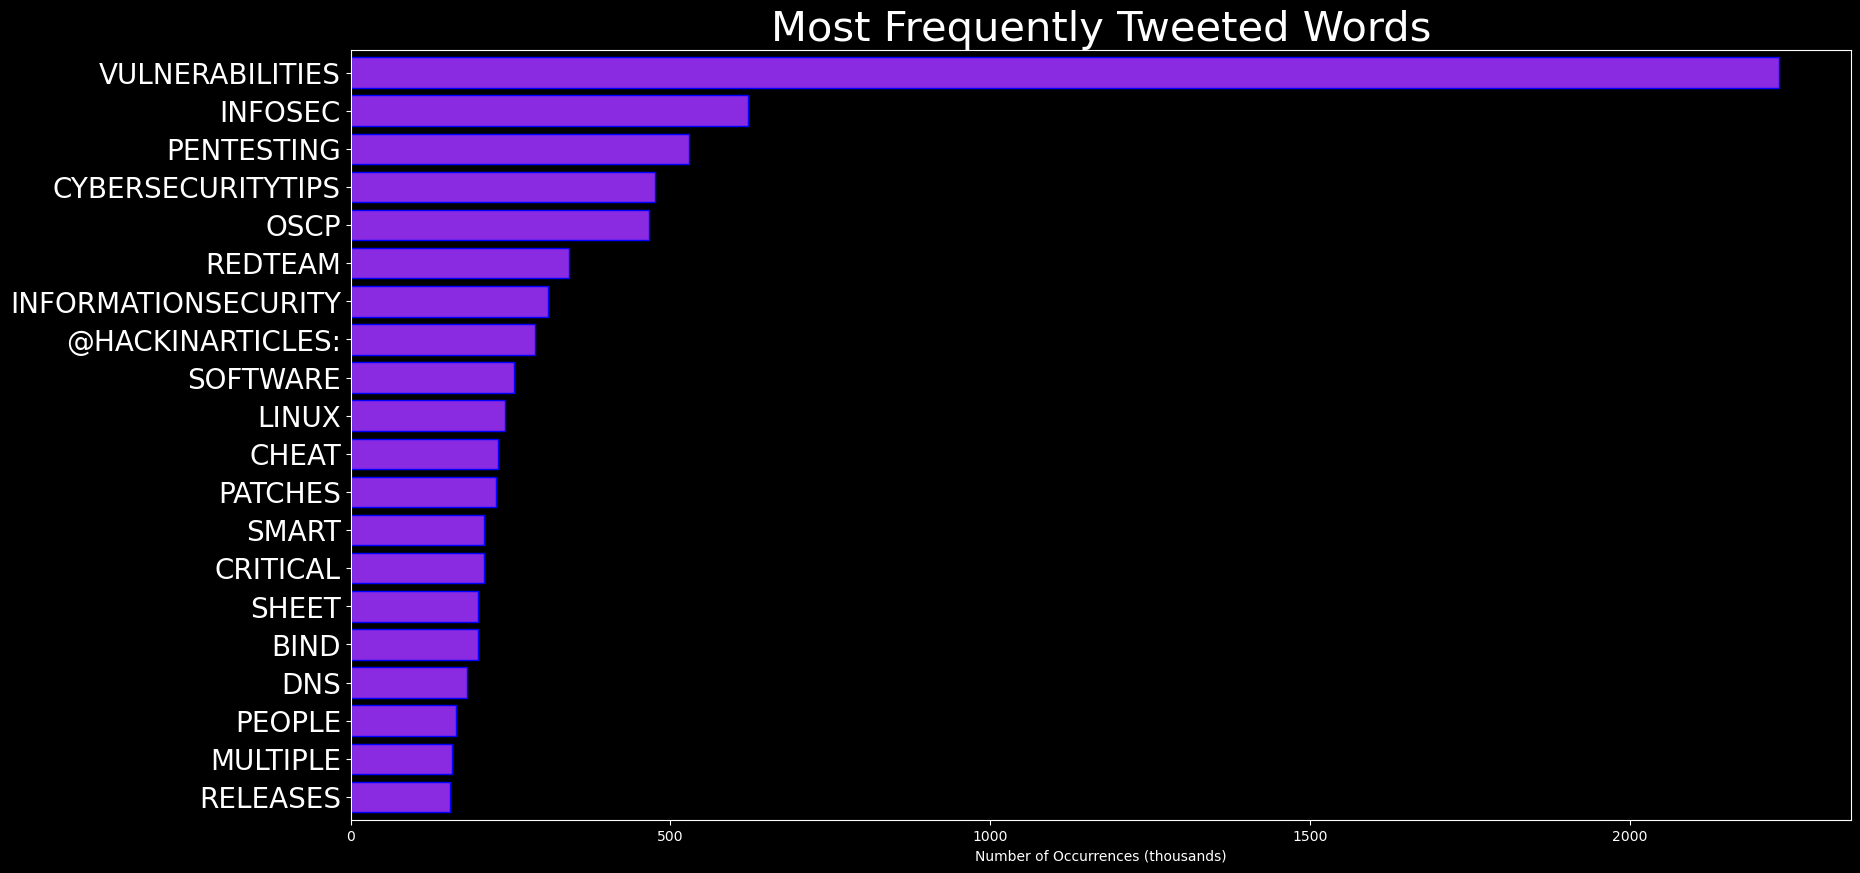 Most Frequently Tweeted Words
VULNERABILITIES
INFOSEC
PENTESTING
CYBERSECURITYTIPS
OSCP
REDTEAM
INFORMATIONSECURITY
@HACKINARTICLES:
SOFTWARE
LINUX
CHEAT
PATCHES
SMART
CRITICAL
SHEET
BIND
DNS
PEOPLE
MULTIPLE
RELEASES
0 500 1000 1500 2000
Number of Occurrences (thousands)